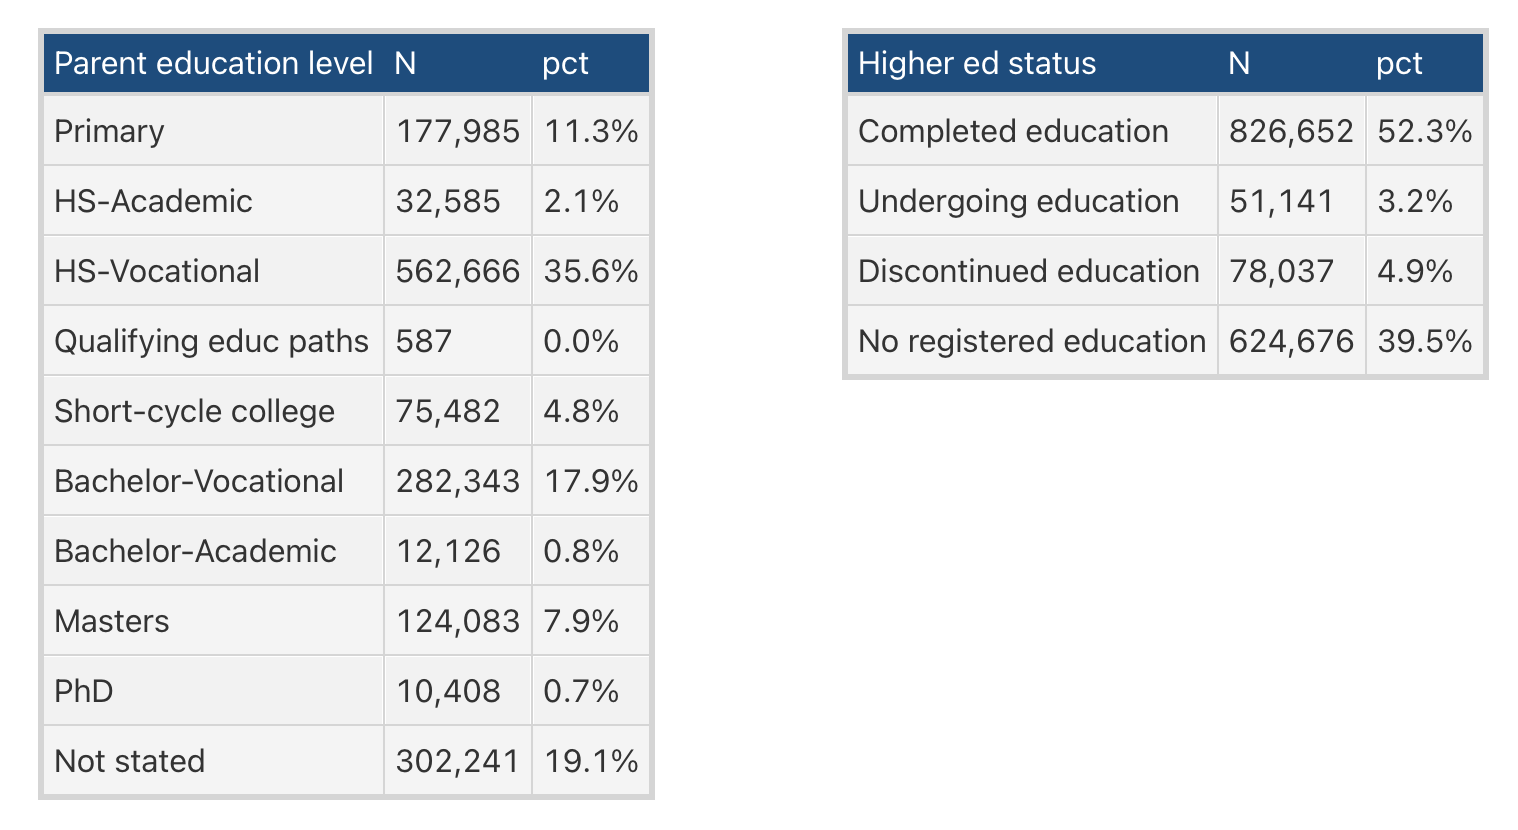 Parent education level N pct
Primary 177,985 11.3%
HS-Academic 32,585 2.1%
HS-Vocational 562,666 35.6%
Qualifying educ paths 587 0.0%
Short-cycle college 75,482 4.8%
Bachelor-Vocational 282,343 17.9%
Bachelor-Academic 12,126 0.8%
Masters 124,083 7.9%
PhD 10,408 0.7%
Not stated 302,241 19.1%
Higher ed status N pct
Completed education 826,652 52.3%
Undergoing education 51,141 3.2%
Discontinued education 78,037 4.9%
No registered education 624,676 39.5%